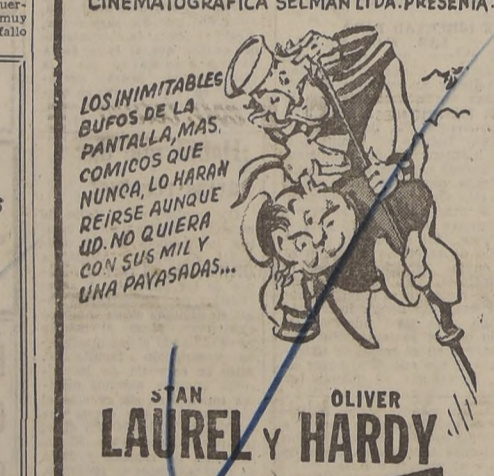 CINEMATOGRAFICA SELMAN LTDA. PRESENTA
muy
fallo
LOS INIMITABLES
BUFOS DE LA
PANTALLA, MAS
COMICOS QUE
NUNCA, LO HARAN
REIRSE AUNQUE
UD. NO QUIERA
CON SUS MIL Y
UNA PAYASADAS...
STAN OLIVER
LAUREL Y HARDY